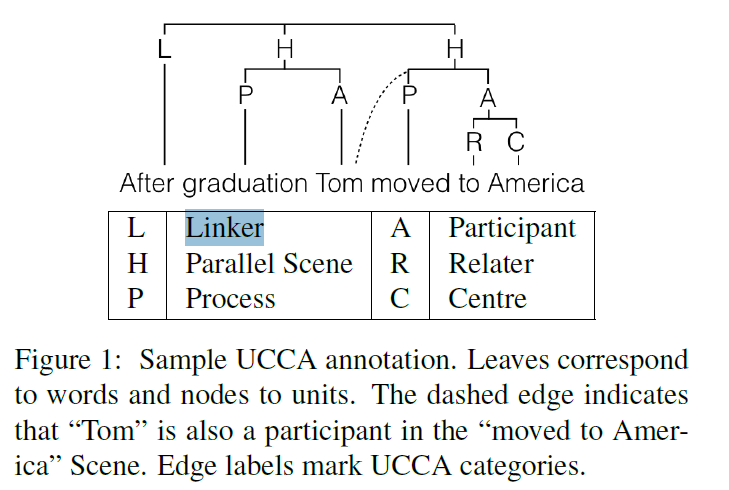 L H H
P A P A
R C
After graduation Tom moved to America
L Linker A Participant
H Parallel Scene R Relater
P Process C Centre
Figure 1: Sample UCCA annotation. Leaves correspond
to words and nodes to units. The dashed edge indicates
that “Tom” is also a participant in the “moved to Amer-
ica” Scene. Edge labels mark UCCA categories.